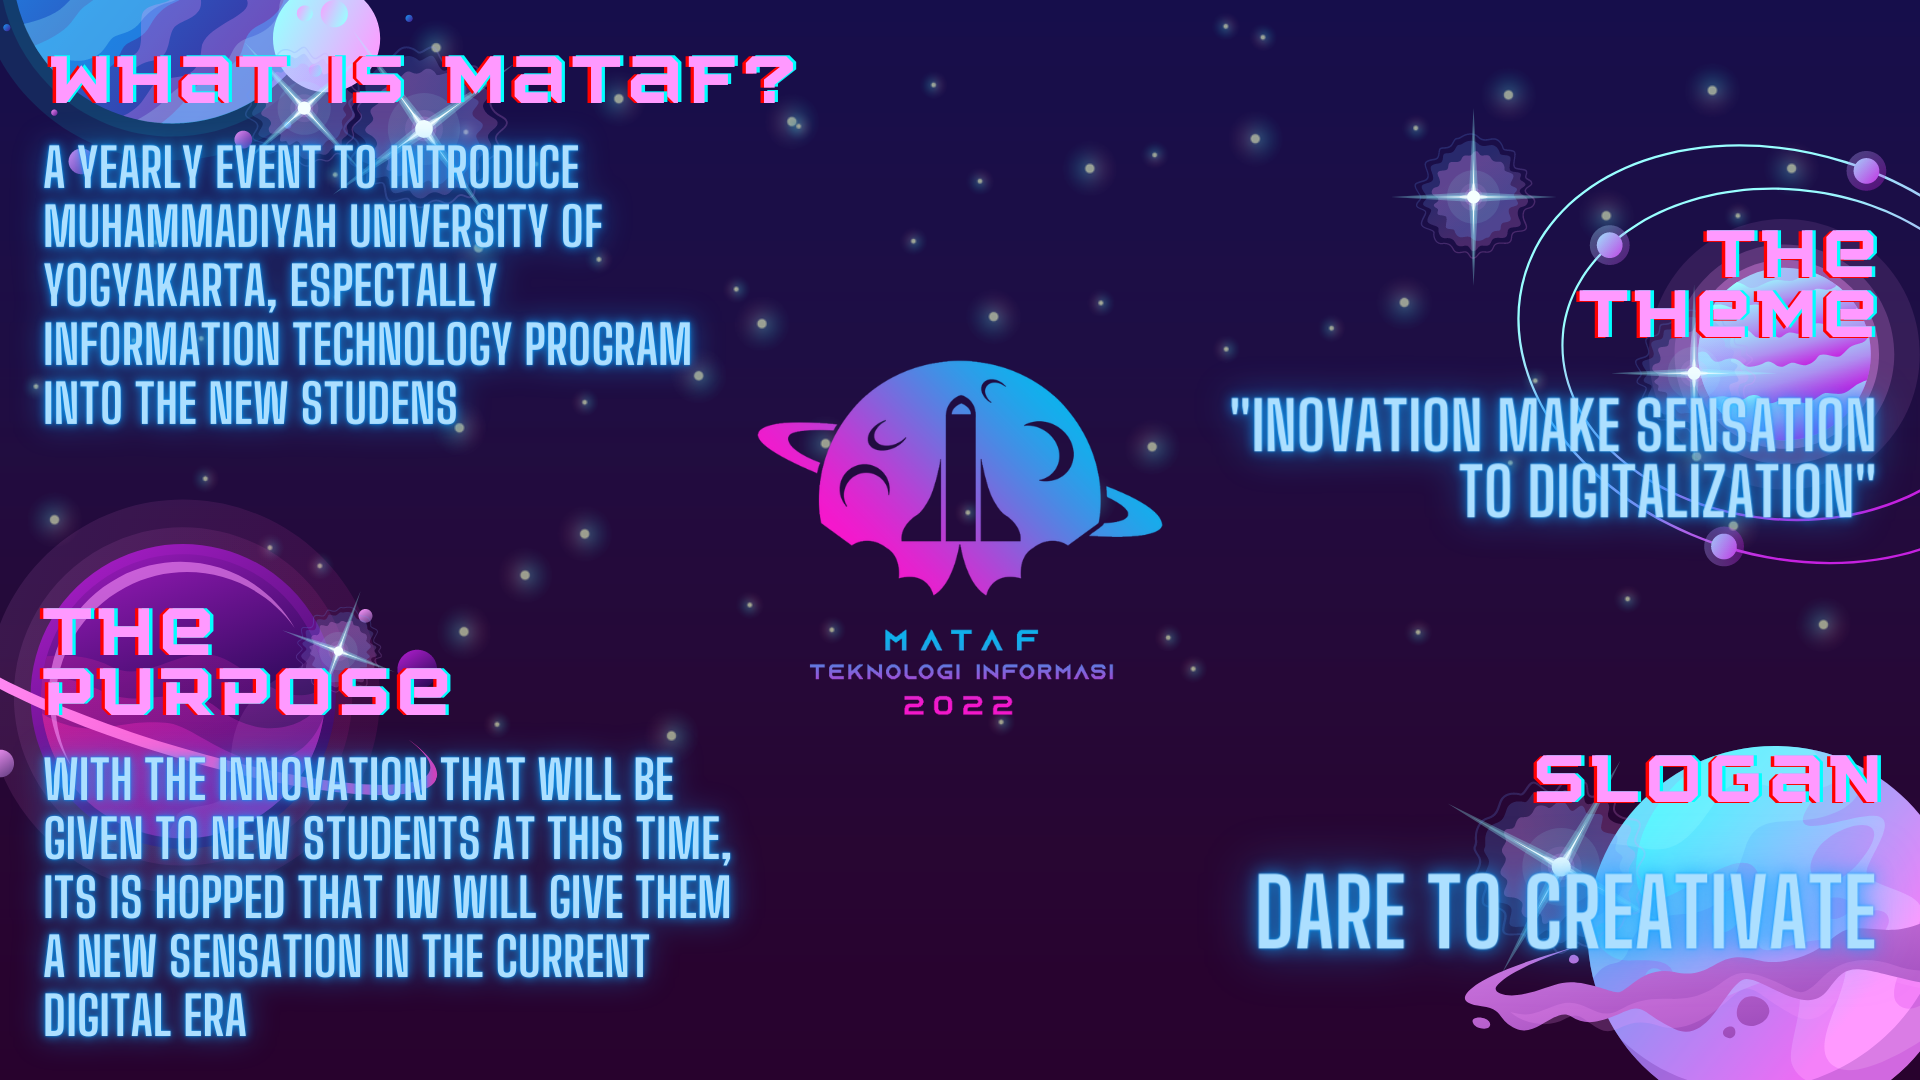 WHAT IS MATAF?
A YEARLY EVENT TO INTRODUCE
MUHAMMADIYAH UNIVERSITY OF
YOGYAKARTA, ESPECTALLY
INFORMATION TECHNOLOGY PROGRAM
INTO THE NEW STUDENS
THE
PURPOSE
WITH THE INNOVATION THAT WILL BE
GIVEN TO NEW STUDENTS AT THIS TIME,
ITS IS HOPPED THAT IW WILL GIVE THEM
A NEW SENSATION IN THE CURRENT
DIGITAL ERA
MATAF
TEKNOLOGI INFORMASI
2022
THE
THEME
"INOVATION MAKE SENSATION
TO DIGITALIZATION"
SLOGAN
DARE TO CREATIVATE